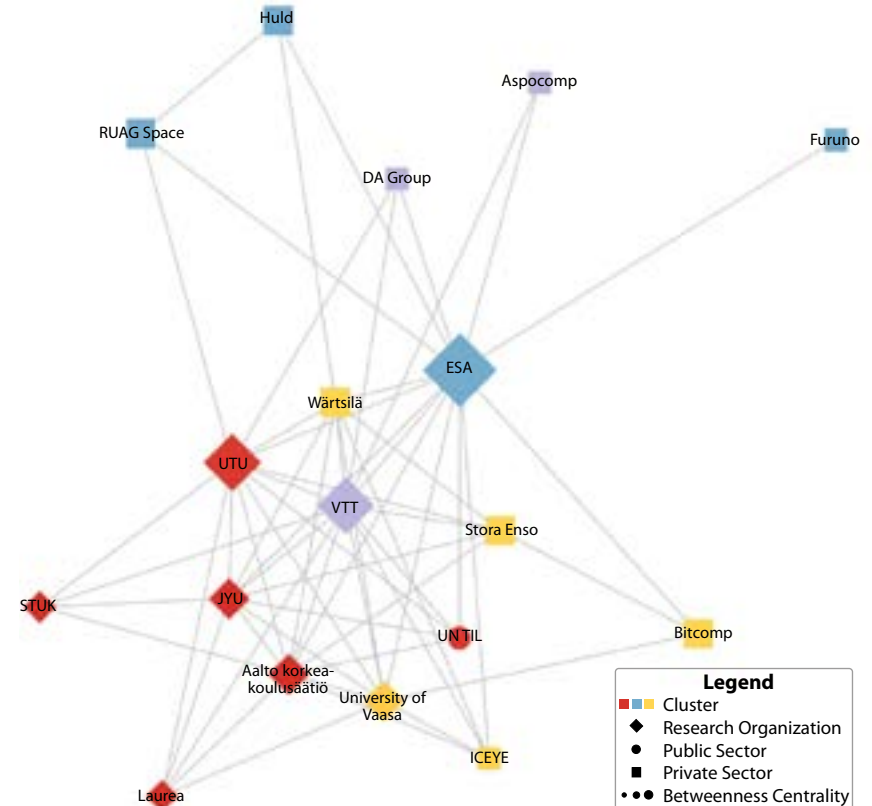 Huld
Aspocomp
RUAG Space
Furuno
DA Group
ESA
Wärtsilä
UTU
VTT
Stora Enso
STUK
JYU
UN TIL
Bitcomp
Aalto korkea-
koulusäätiö
University of
Vaasa
ICEYE
Laurea
Legend
Cluster
Research Organization
Public Sector
Private Sector
Betweenness Centrality